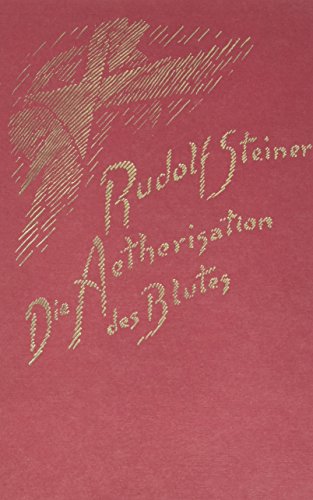 Rudolf Steiner
Die Aetherisation
des Blutes